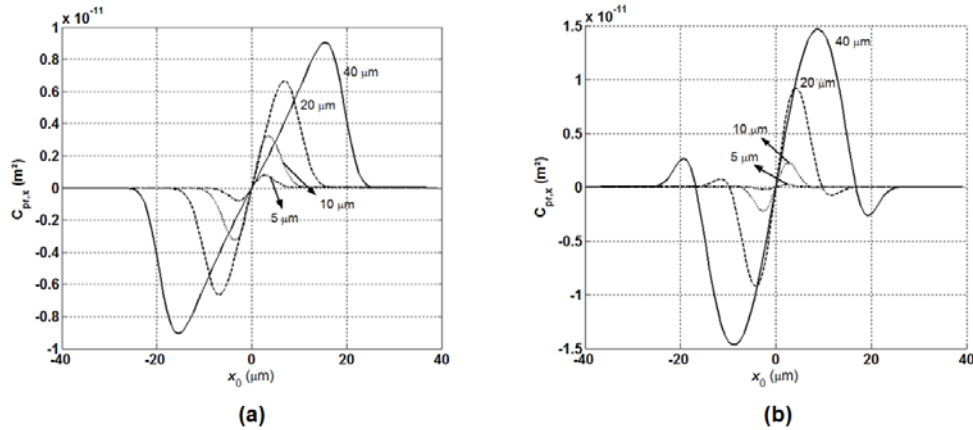 x 10⁻¹¹
1
0.8
0.6
0.4
0.2
0
-0.2
-0.4
-0.6
-0.8
-1
C_pr,x (m²)
40 µm
20 µm
10 µm
5 µm
-40 -20 0 20 40
x₀ (µm)
(a)
x 10⁻¹¹
1.5
1
0.5
0
-0.5
-1
-1.5
C_pr,x (m²)
40 µm
20 µm
10 µm
5 µm
-40 -20 0 20 40
x₀ (µm)
(b)